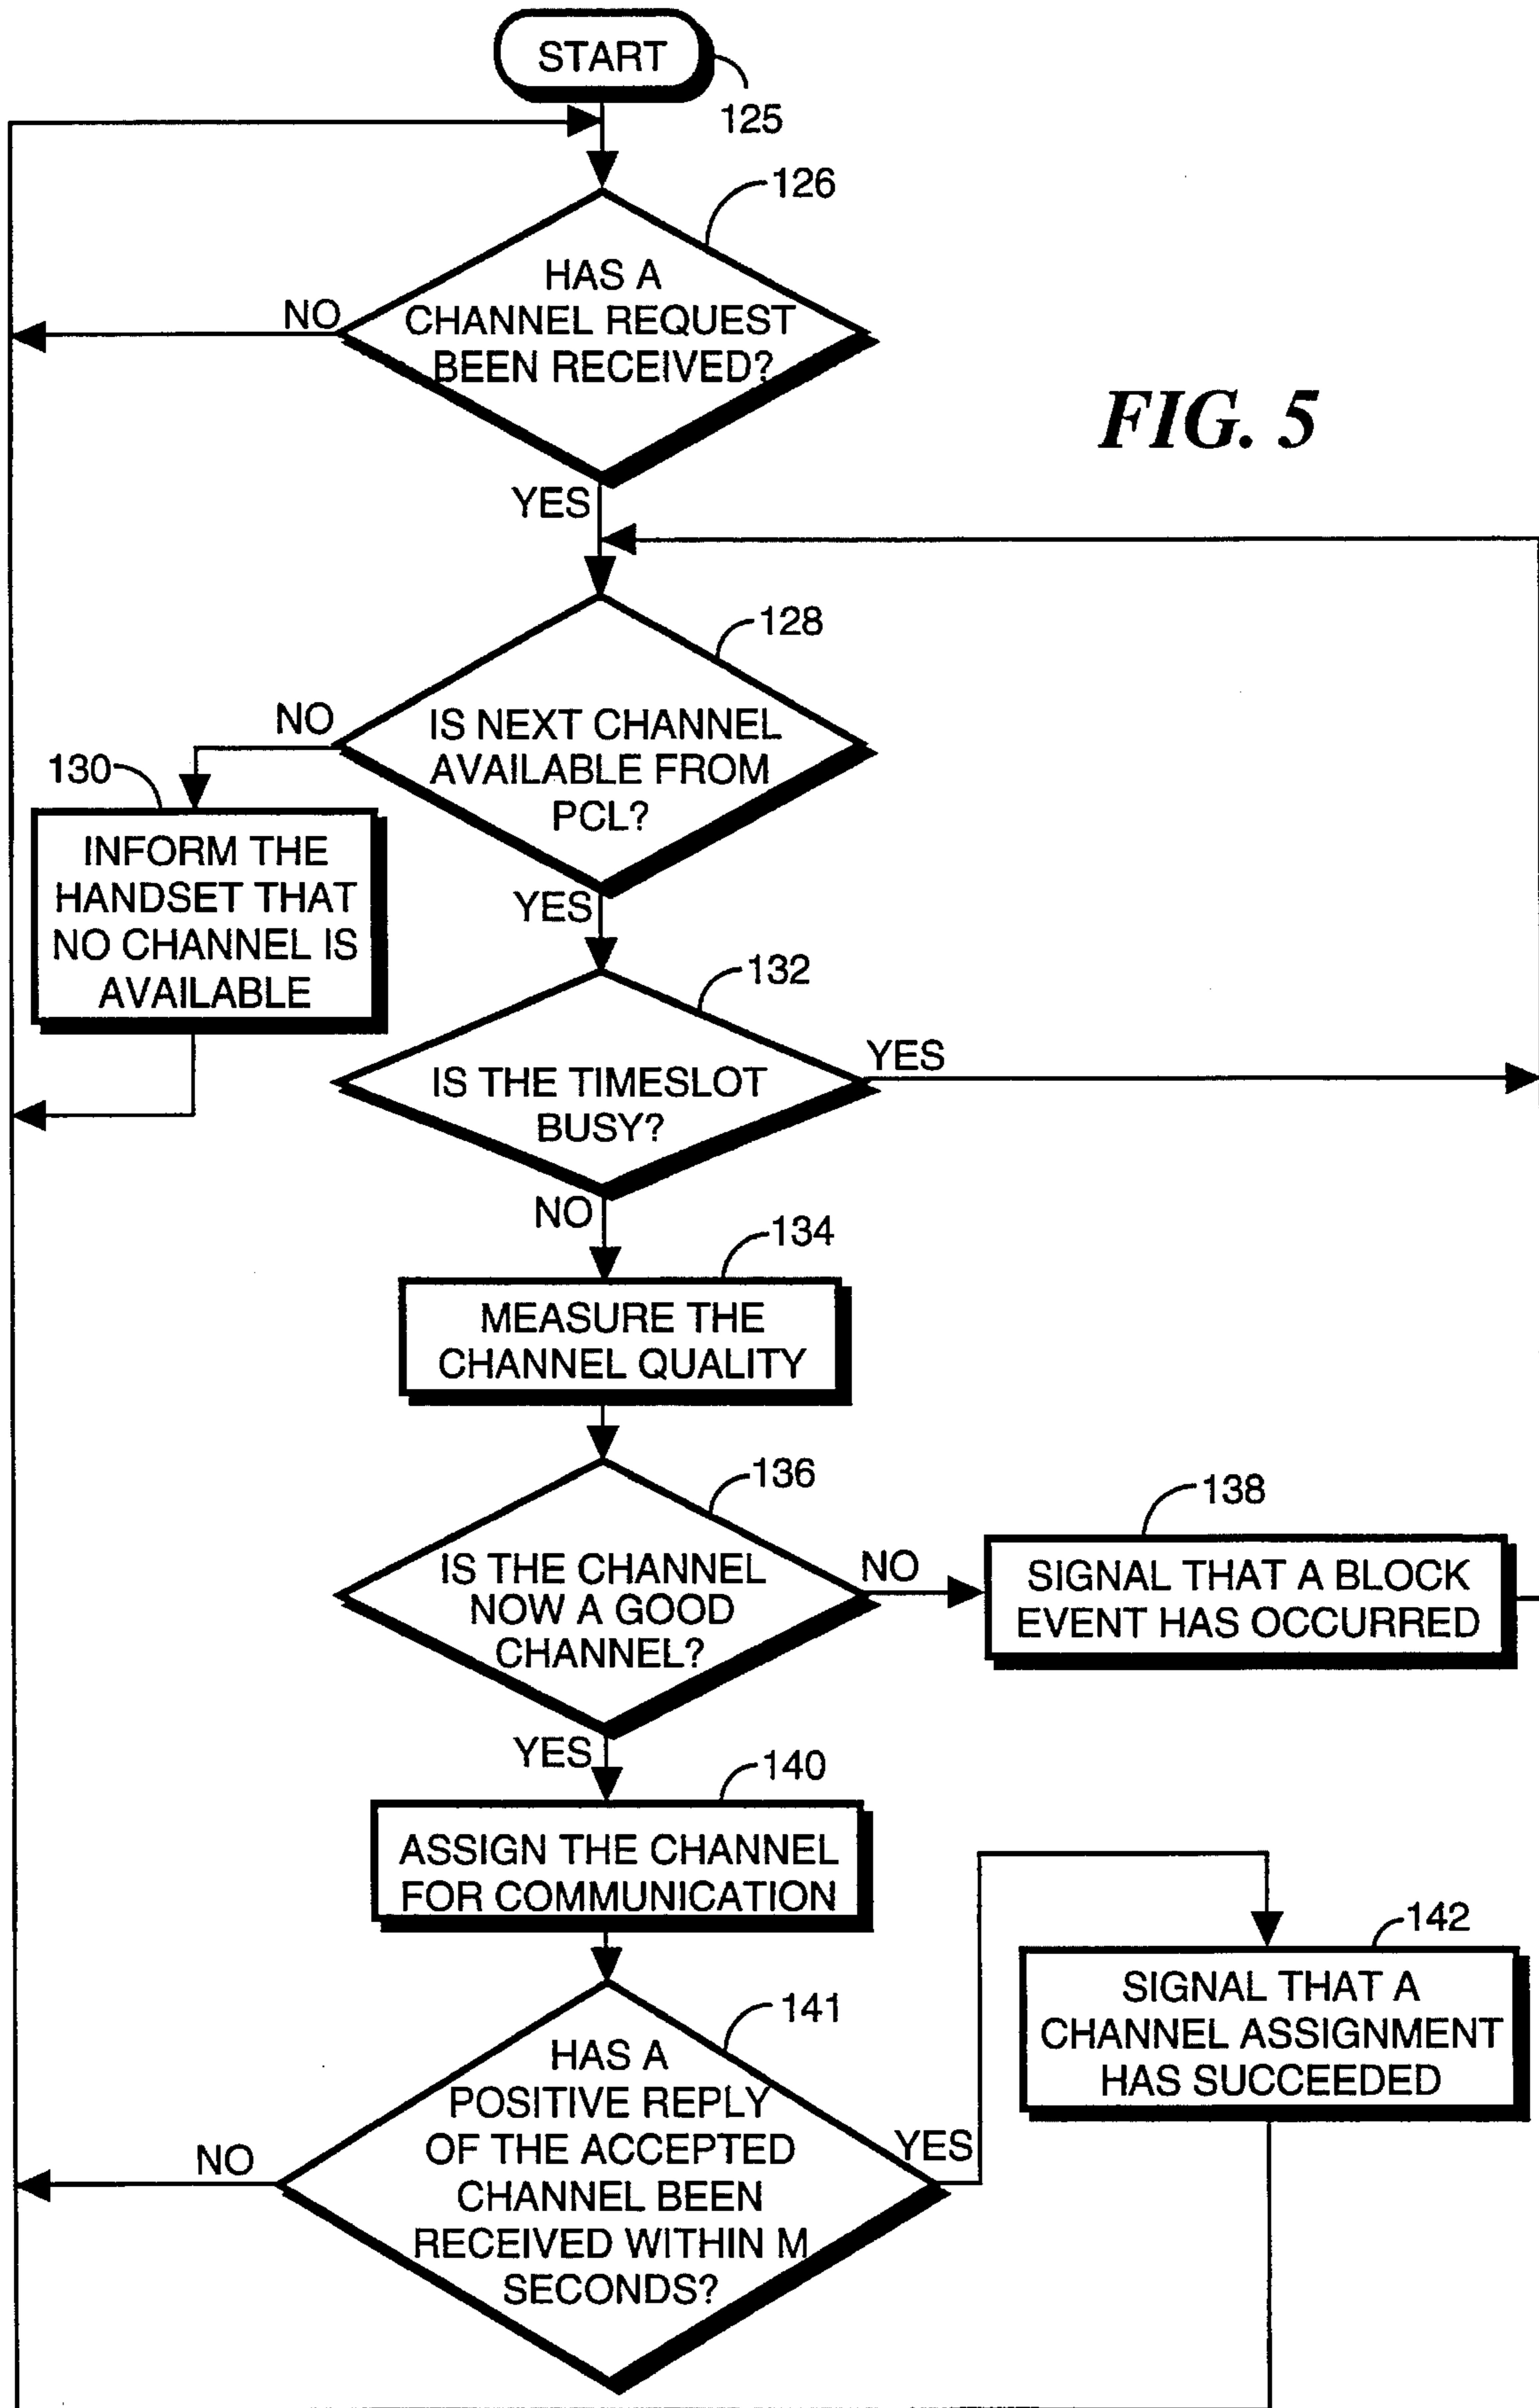 START
125
126
HAS A
CHANNEL REQUEST
BEEN RECEIVED?
NO
FIG. 5
YES
128
NO
IS NEXT CHANNEL
AVAILABLE FROM
PCL?
130
INFORM THE
HANDSET THAT
NO CHANNEL IS
AVAILABLE
YES
132
YES
IS THE TIMESLOT
BUSY?
NO
134
MEASURE THE
CHANNEL QUALITY
136
138
IS THE CHANNEL
NOW A GOOD
CHANNEL?
NO
SIGNAL THAT A BLOCK
EVENT HAS OCCURRED
YES
140
ASSIGN THE CHANNEL
FOR COMMUNICATION
142
SIGNAL THAT A
CHANNEL ASSIGNMENT
HAS SUCCEEDED
141
HAS A
POSITIVE REPLY
OF THE ACCEPTED
CHANNEL BEEN
RECEIVED WITHIN M
SECONDS?
YES
NO